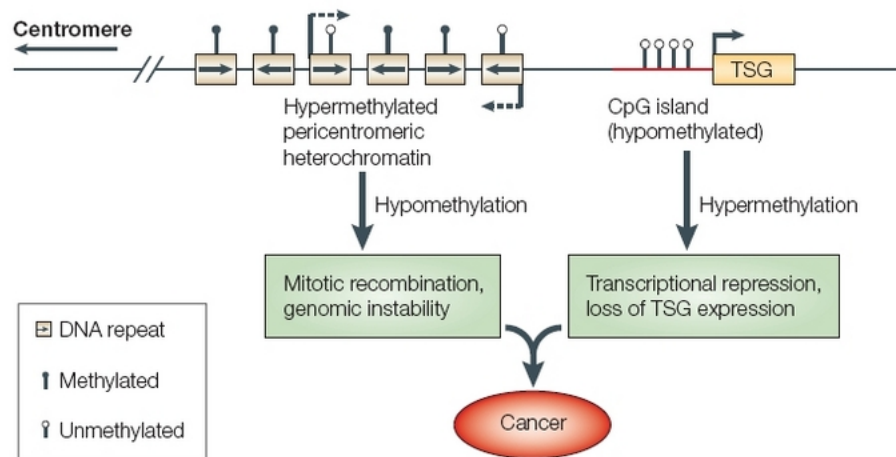 Centromere
TSG
Hypermethylated
pericentromeric
heterochromatin
CpG island
(hypomethylated)
Hypomethylation
Hypermethylation
Mitotic recombination,
genomic instability
Transcriptional repression,
loss of TSG expression
DNA repeat
Methylated
Unmethylated
Cancer